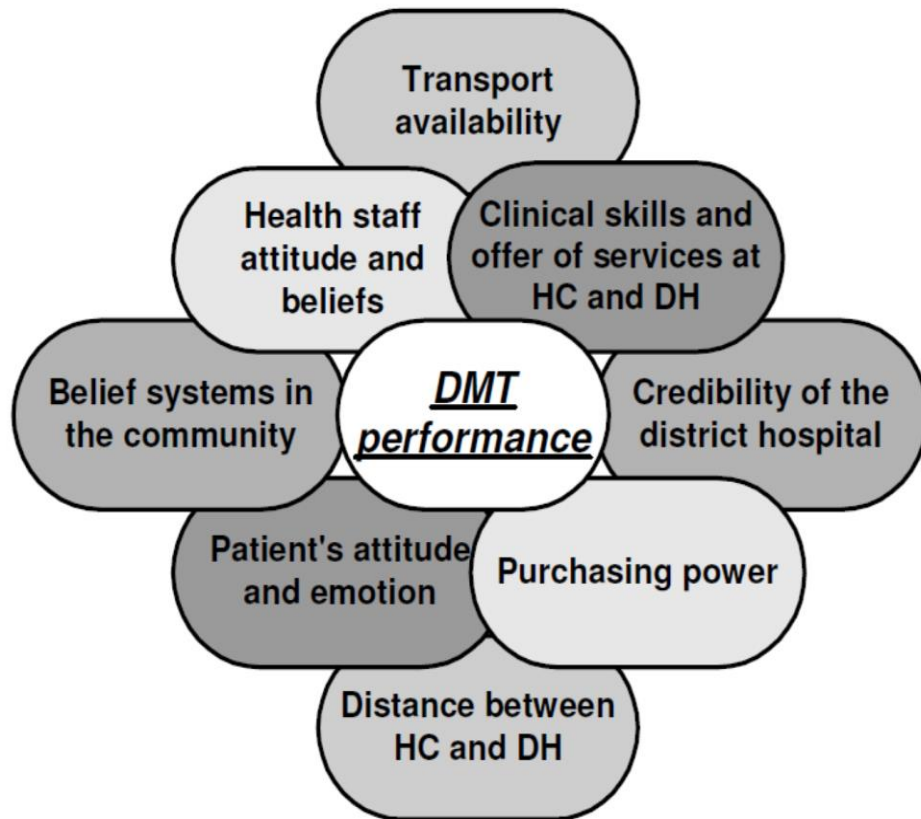 Transport
availability
Health staff
attitude and
beliefs
Clinical skills and
offer of services at
HC and DH
Belief systems in
the community
DMT
performance
Credibility of the
district hospital
Patient's attitude
and emotion
Purchasing power
Distance between
HC and DH